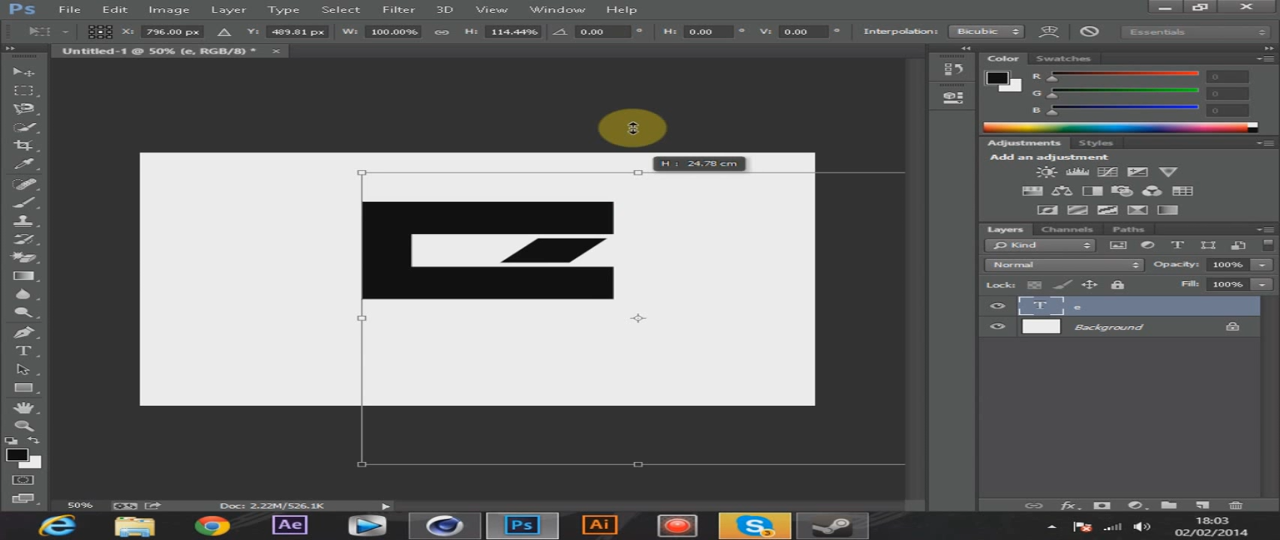 Ps File Edit Image Layer Type Select Filter 3D View Window Help
X: 796.00 px Y: 489.81 px W: 100.00% H: 114.44% 0.00 ° H: 0.00 ° V: 0.00 ° Interpolation: Bicubic Essentials
Untitled-1 @ 50% (e, RGB/8) *
Color Swatches
R 0
G 0
B 0
Adjustments Styles
Add an adjustment
H : 24.78 cm
Layers Channels Paths
Kind T
Normal Opacity: 100%
Lock: Fill: 100%
T e
Background
T
50% Doc: 2.22M/526.1K
fx
Ae Ps Ai S
18:03
02/02/2014